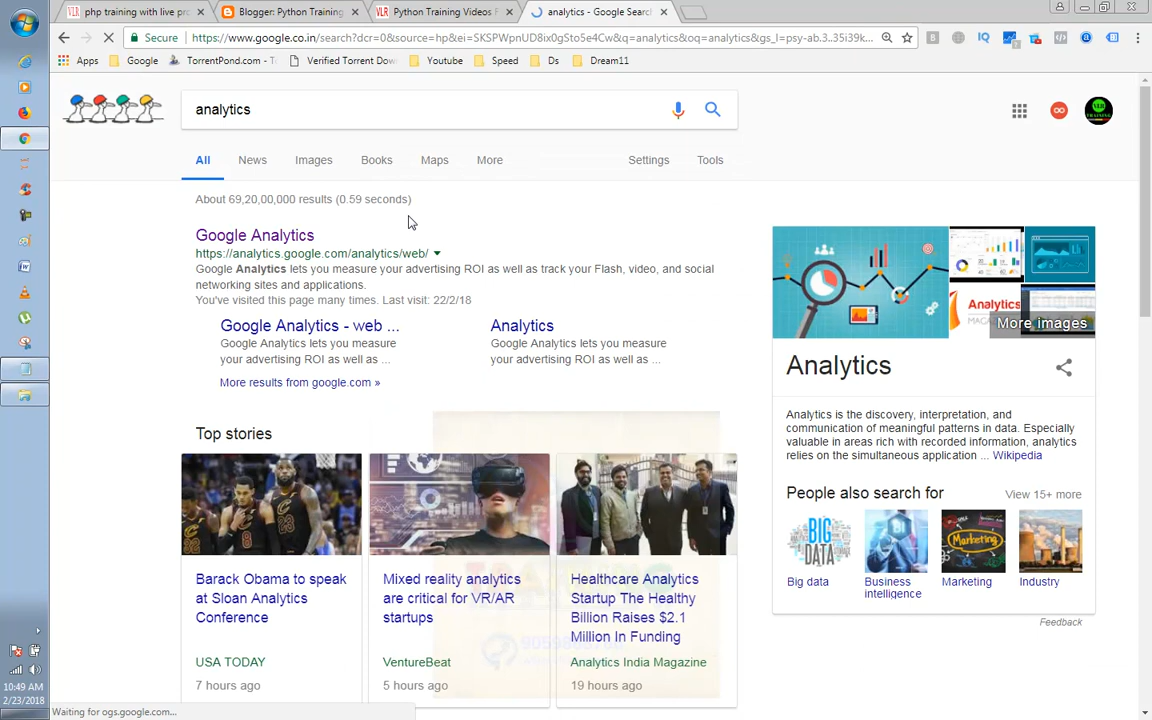 php training with live pro
Blogger: Python Training
Python Training Videos F
analytics - Google Searc
Secure
https://www.google.co.in/search?dcr=0&source=hp&ei=SKSPWpnUD8ix0gSto5e4Cw&q=analytics&oq=analytics&gs_l=psy-ab.3..35i39k...
Apps
Google
TorrentPond.com - T
Verified Torrent Dow
Youtube
Speed
Ds
Dream11
analytics
All
News
Images
Books
Maps
More
Settings
Tools
About 69,20,00,000 results (0.59 seconds)
Google Analytics
https://analytics.google.com/analytics/web/
Google Analytics lets you measure your advertising ROI as well as track your Flash, video, and social
networking sites and applications.
You've visited this page many times. Last visit: 22/2/18
Google Analytics - web ...
Google Analytics lets you measure
your advertising ROI as well as ...
Analytics
Google Analytics lets you measure
your advertising ROI as well as ...
More results from google.com »
Top stories
Barack Obama to speak
at Sloan Analytics
Conference
USA TODAY
7 hours ago
Mixed reality analytics
are critical for VR/AR
startups
VentureBeat
5 hours ago
Healthcare Analytics
Startup The Healthy
Billion Raises $2.1
Million In Funding
Analytics India Magazine
19 hours ago
Analytics
More images
Analytics
Analytics is the discovery, interpretation, and
communication of meaningful patterns in data. Especially
valuable in areas rich with recorded information, analytics
relies on the simultaneous application ... Wikipedia
People also search for
View 15+ more
BIG
DATA
Marketing
Big data
Business
intelligence
Marketing
Industry
Feedback
Waiting for ogs.google.com...
10:49 AM
2/23/2018